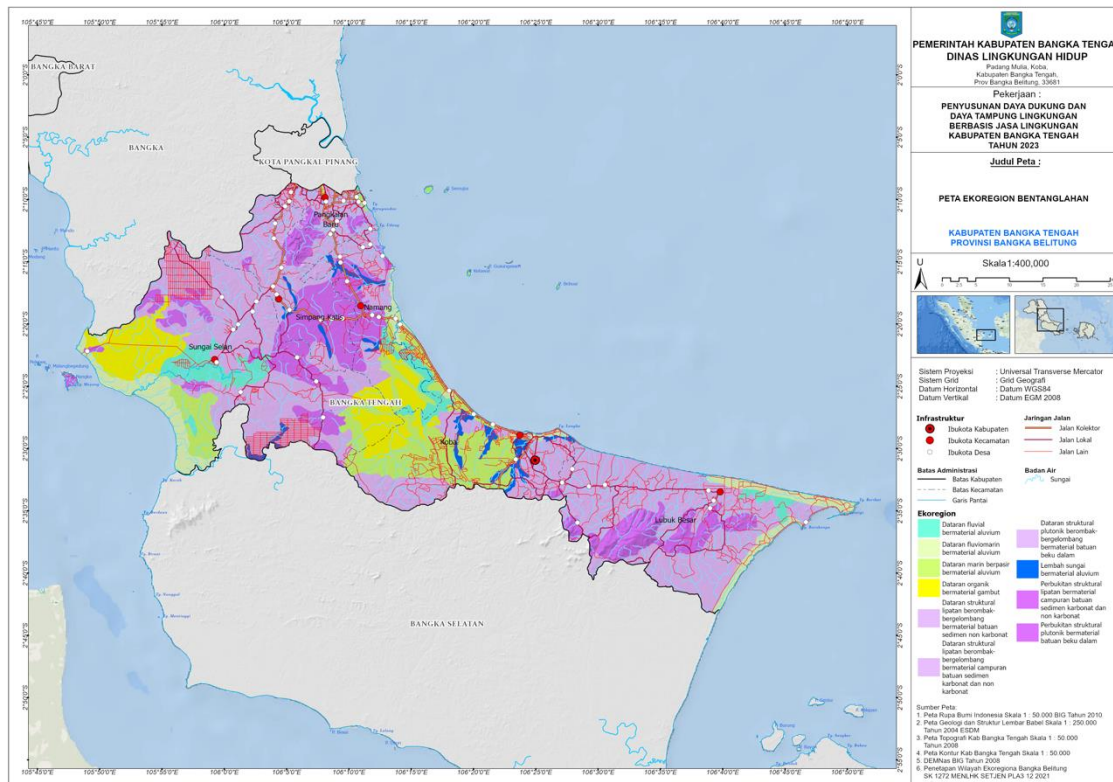 PEMERINTAH KABUPATEN BANGKA TENGA
DINAS LINGKUNGAN HIDUP
Padang Mulia, Koba,
Kabupaten Bangka Tengah,
Prov Bangka Belitung, 33681
Pekerjaan :
PENYUSUNAN DAYA DUKUNG DAN
DAYA TAMPUNG LINGKUNGAN
BERBASIS JASA LINGKUNGAN
KABUPATEN BANGKA TENGAH
TAHUN 2023
Judul Peta :
PETA EKOREGION BENTANGLAHAN
KABUPATEN BANGKA TENGAH
PROVINSI BANGKA BELITUNG
U
Skala1:400,000
Sistem Proyeksi : Universal Transverse Mercator
Sistem Grid : Grid Geografi
Datum Horizontal : Datum WGS84
Datum Vertikal : Datum EGM 2008
Infrastruktur
Ibukota Kabupaten
Ibukota Kecamatan
Ibukota Desa
Jaringan Jalan
Jalan Kolektor
Jalan Lokal
Jalan Lain
Batas Administrasi
Batas Kabupaten
Batas Kecamatan
Garis Pantai
Badan Air
Sungai
Ekoregion
Dataran fluvial
bermaterial aluvium
Dataran fluviomarin
bermaterial aluvium
Dataran marin berpasir
bermaterial aluvium
Dataran organik
bermaterial gambut
Dataran struktural
lipatan berombak-
bergelombang
bermaterial batuan
sedimen non karbonat
Dataran struktural
lipatan berombak-
bergelombang
bermaterial campuran
batuan sedimen
karbonat dan non
karbonat
Dataran struktural
plutonik berombak-
bergelombang
bermaterial batuan
beku dalam
Lembah sungai
bermaterial aluvium
Perbukitan struktural
lipatan bermaterial
campuran batuan
sedimen karbonat dan
non karbonat
Perbukitan struktural
plutonik bermaterial
batuan beku dalam
Sumber Peta:
1. Peta Rupa Bumi Indonesia Skala 1 : 50.000 BIG Tahun 2010
2. Peta Geologi dan Struktur Lembar Babel Skala 1 : 250.000
Tahun 2004 ESDM
3. Peta Topografi Kab Bangka Tengah Skala 1 : 50.000
Tahun 2008
4. Peta Kontur Kab Bangka Tengah Skala 1 : 50.000
5. DEMNas BIG Tahun 2008
6. Penetapan Wilayah Ekoregiona Bangka Belitung
SK 1272 MENLHK SETJEN PLA3 12 2021
105°45'0"E 105°50'0"E 105°55'0"E 106°0'0"E 106°5'0"E 106°10'0"E 106°15'0"E 106°20'0"E 106°25'0"E 106°30'0"E 106°35'0"E 106°40'0"E 106°45'0"E 106°50'0"E
BANGKA BARAT
BANGKA
KOTA PANGKAL PINANG
Pangkalan
Baru
Namang
Simpang Katis
Sungai Selan
BANGKA TENGAH
Koba
Lubuk Besar
BANGKA SELATAN